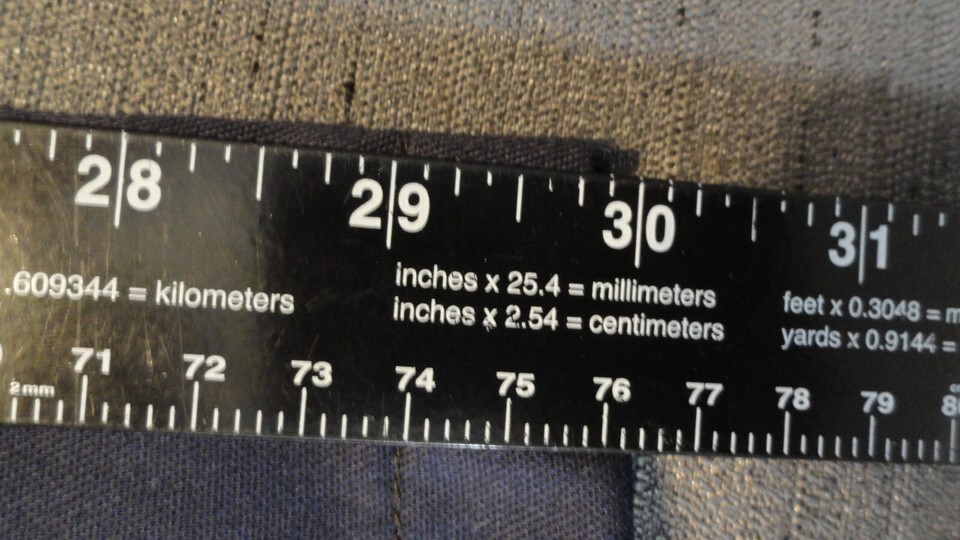 28 29 30 31
inches x 25.4 = millimeters
.609344 = kilometers
feet x 0.3048 = m
inches x 2.54 = centimeters
yards x 0.9144 =
71 72 73 74 75 76 77 78 79
2mm